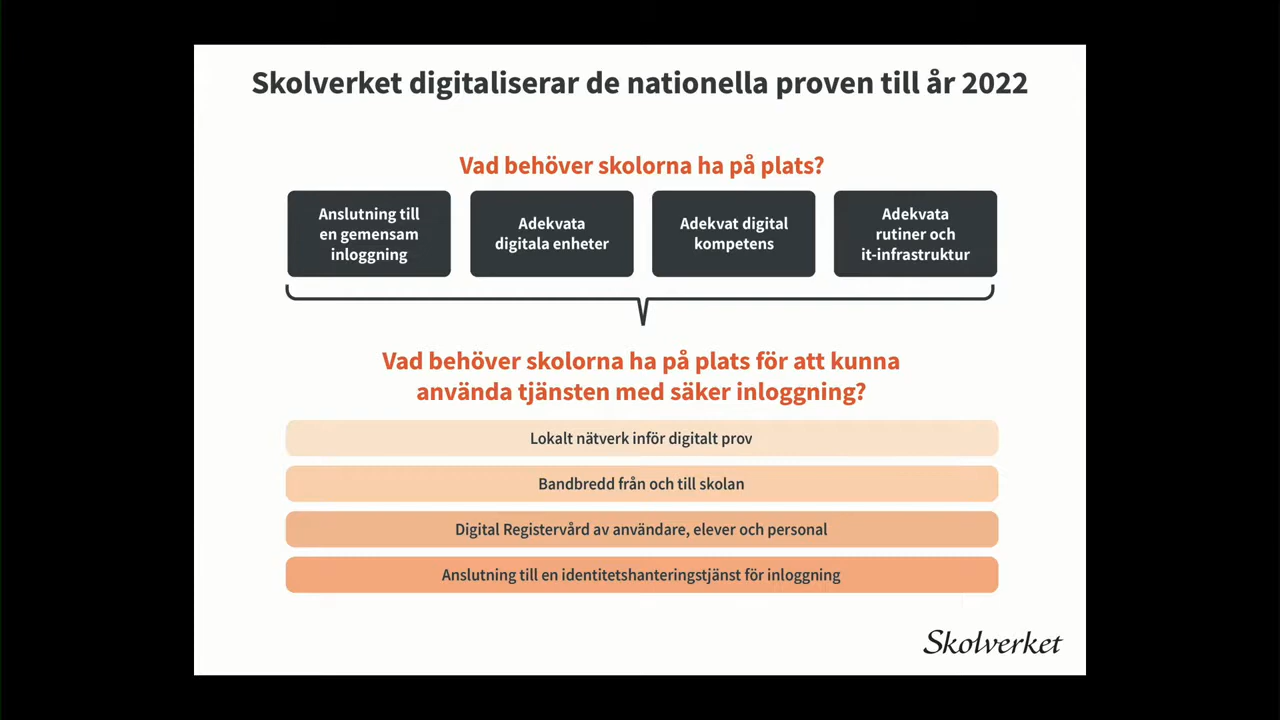 Skolverket digitaliserar de nationella proven till år 2022
Vad behöver skolorna ha på plats?
Anslutning till
en gemensam
inloggning
Adekvata
digitala enheter
Adekvat digital
kompetens
Adekvata
rutiner och
it-infrastruktur
Vad behöver skolorna ha på plats för att kunna
använda tjänsten med säker inloggning?
Lokalt nätverk inför digitalt prov
Bandbredd från och till skolan
Digital Registervård av användare, elever och personal
Anslutning till en identitetshanteringstjänst för inloggning
Skolverket